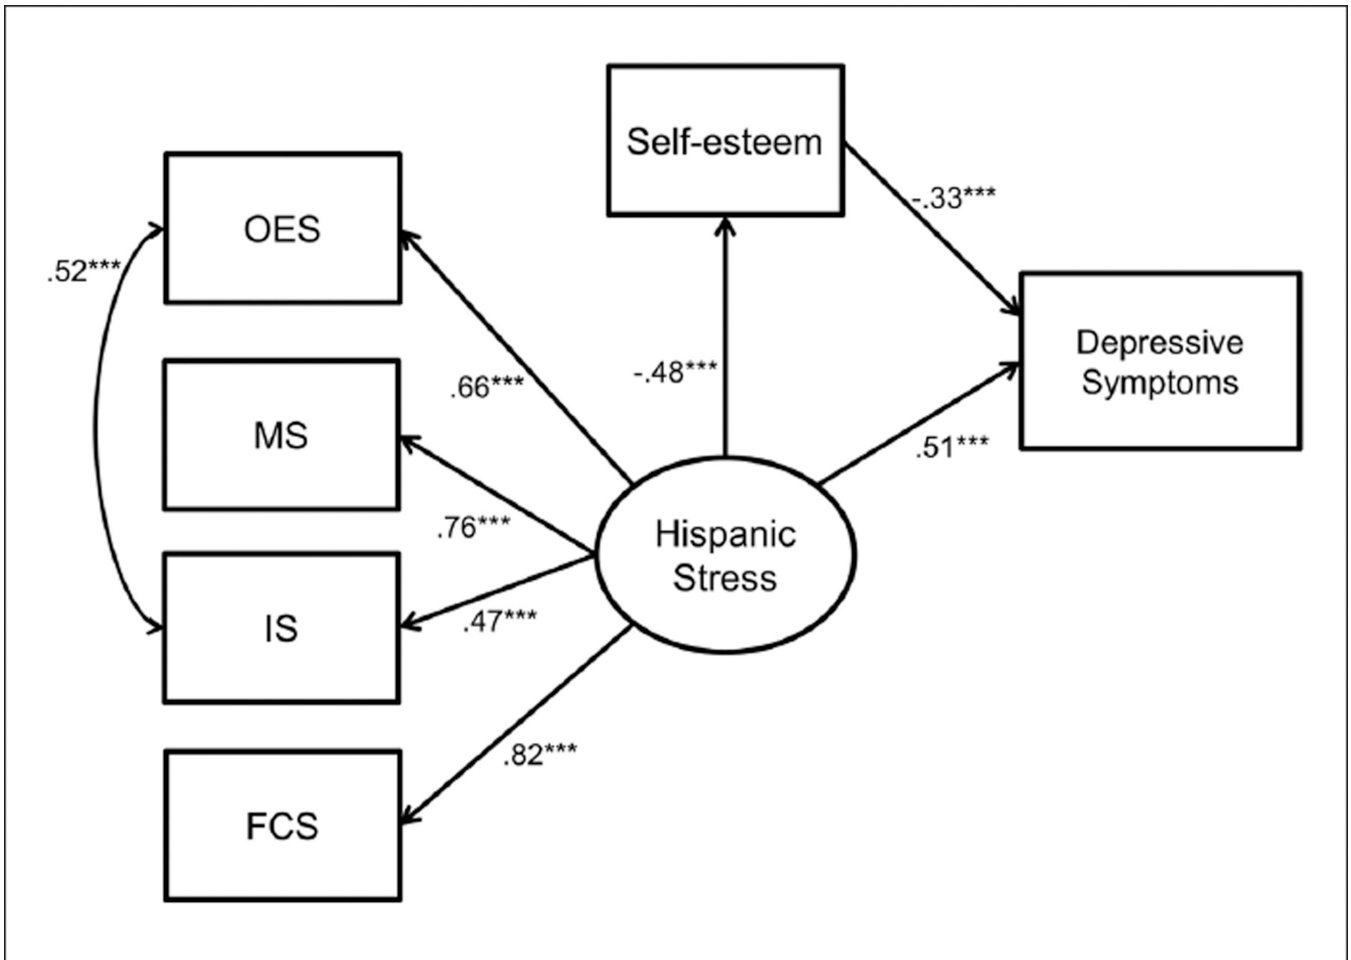 Self-esteem
-.33***
OES
.52***
Depressive
Symptoms
.66***
-.48***
MS
.51***
.76***
Hispanic
Stress
IS
.47***
.82***
FCS